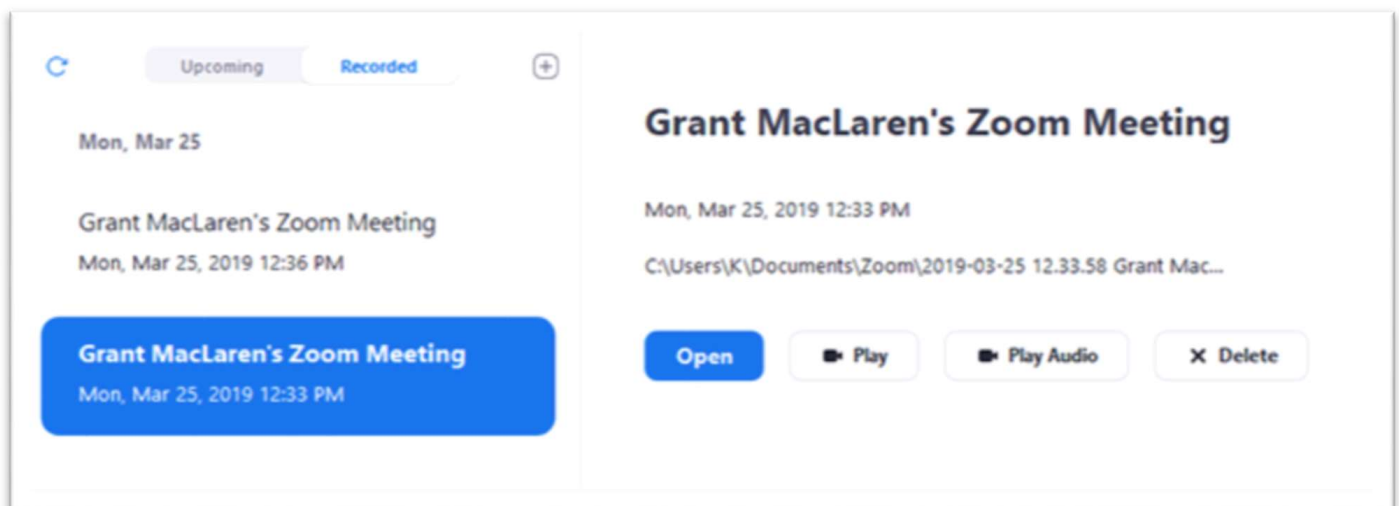 Upcoming Recorded
Mon, Mar 25
Grant MacLaren's Zoom Meeting
Mon, Mar 25, 2019 12:36 PM
Grant MacLaren's Zoom Meeting
Mon, Mar 25, 2019 12:33 PM
Grant MacLaren's Zoom Meeting
Mon, Mar 25, 2019 12:33 PM
C:\Users\K\Documents\Zoom\2019-03-25 12.33.58 Grant Mac...
Open Play Play Audio Delete